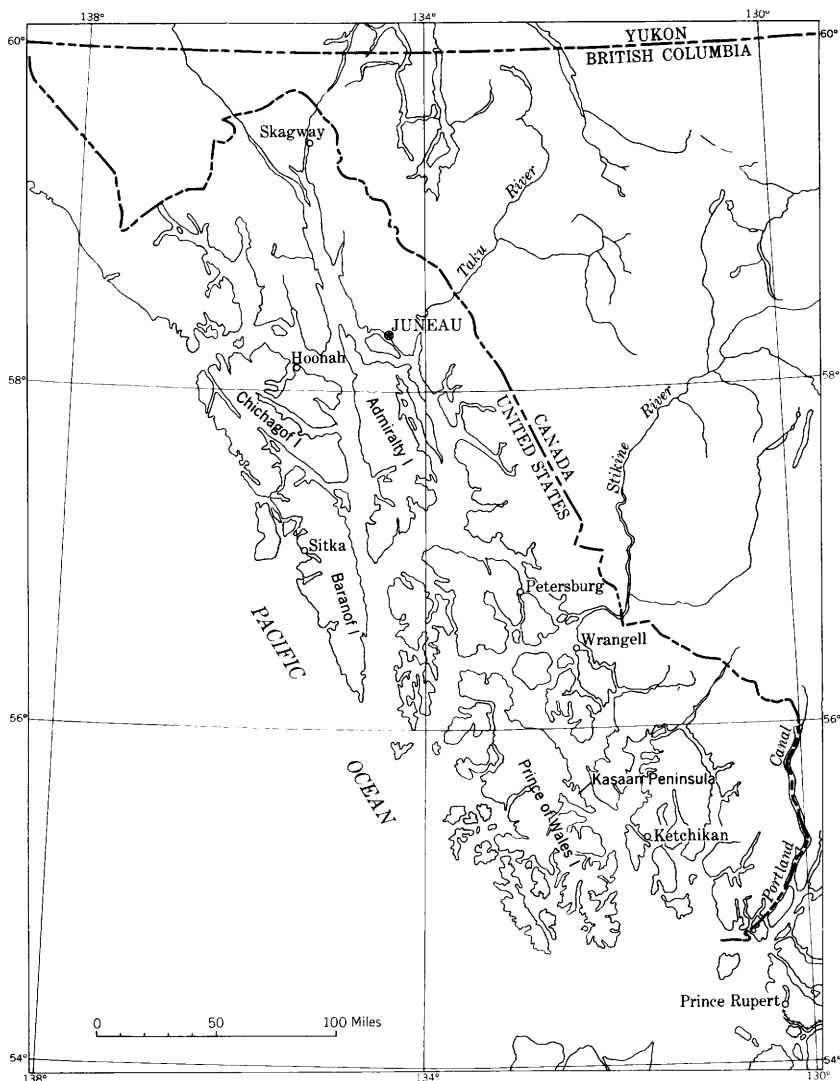 138°
134°
130°
60°
YUKON
60°
BRITISH COLUMBIA
Skagway
River
Taku
JUNEAU
Hoonah
58°
58°
River
Chichagof I
Admiralty I
CANADA
UNITED STATES
Stikine
Sitka
Petersburg
Baranof I
PACIFIC
Wrangell
56°
56°
Canal
OCEAN
Prince of Wales I
Kasaan Peninsula
Ketchikan
Portland
Prince Rupert
0 50 100 Miles
54°
54°
138°
134°
130°